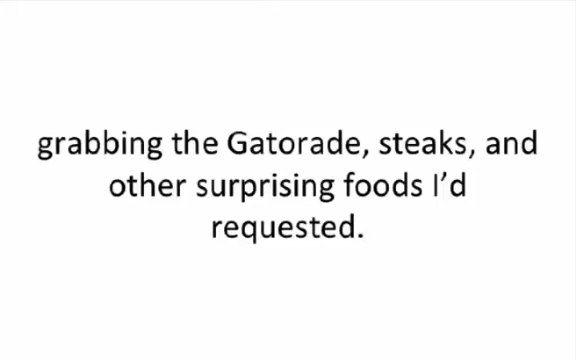 grabbing the Gatorade, steaks, and
other surprising foods I’d
requested.